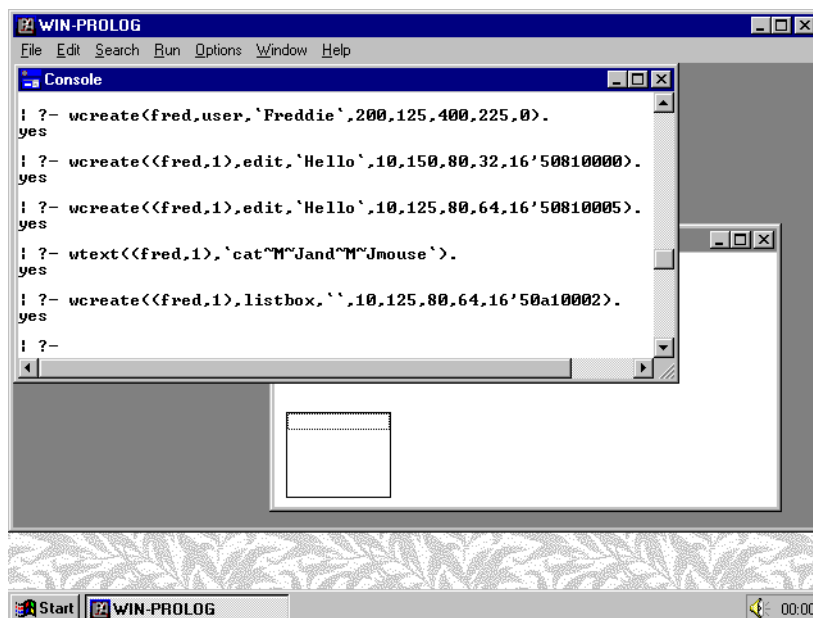 WIN-PROLOG
File Edit Search Run Options Window Help
Console
| ?- wcreate(fred,user,`Freddie`,200,125,400,225,0).
yes
| ?- wcreate((fred,1),edit,`Hello`,10,150,80,32,16'50810000).
yes
| ?- wcreate((fred,1),edit,`Hello`,10,125,80,64,16'50810005).
yes
| ?- wtext((fred,1),`cat~M~Jand~M~Jmouse`).
yes
| ?- wcreate((fred,1),listbox,``,10,125,80,64,16'50a10002).
yes
| ?-
Start WIN-PROLOG 00:00